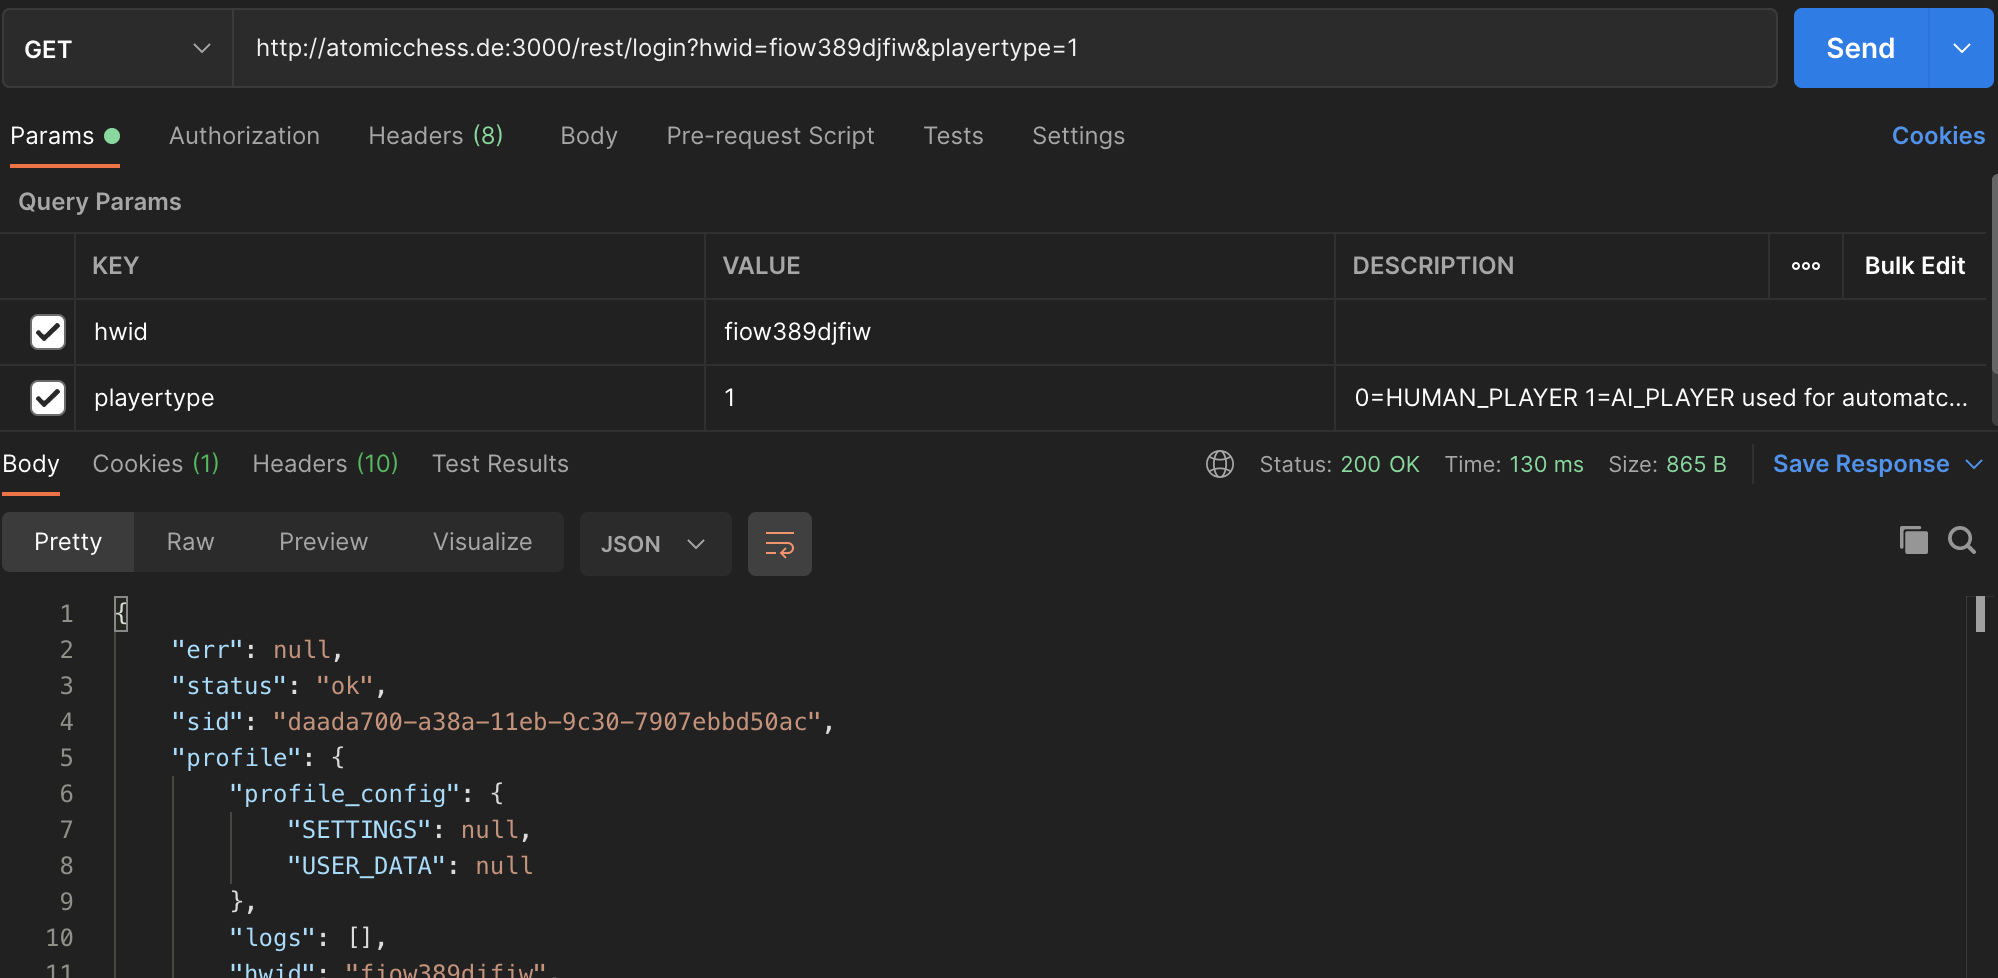 GET http://atomicchess.de:3000/rest/login?hwid=fiow389djfiw&playertype=1 Send
Params Authorization Headers (8) Body Pre-request Script Tests Settings Cookies
Query Params
KEY VALUE DESCRIPTION ooo Bulk Edit
hwid fiow389djfiw
playertype 1 0=HUMAN_PLAYER 1=AI_PLAYER used for automatc...
Body Cookies (1) Headers (10) Test Results Status: 200 OK Time: 130 ms Size: 865 B Save Response
Pretty Raw Preview Visualize JSON
1 {
2 "err": null,
3 "status": "ok",
4 "sid": "daada700-a38a-11eb-9c30-7907ebbd50ac",
5 "profile": {
6 "profile_config": {
7 "SETTINGS": null,
8 "USER_DATA": null
9 },
10 "logs": [],
11 "hwid": "fiow389djfiw",